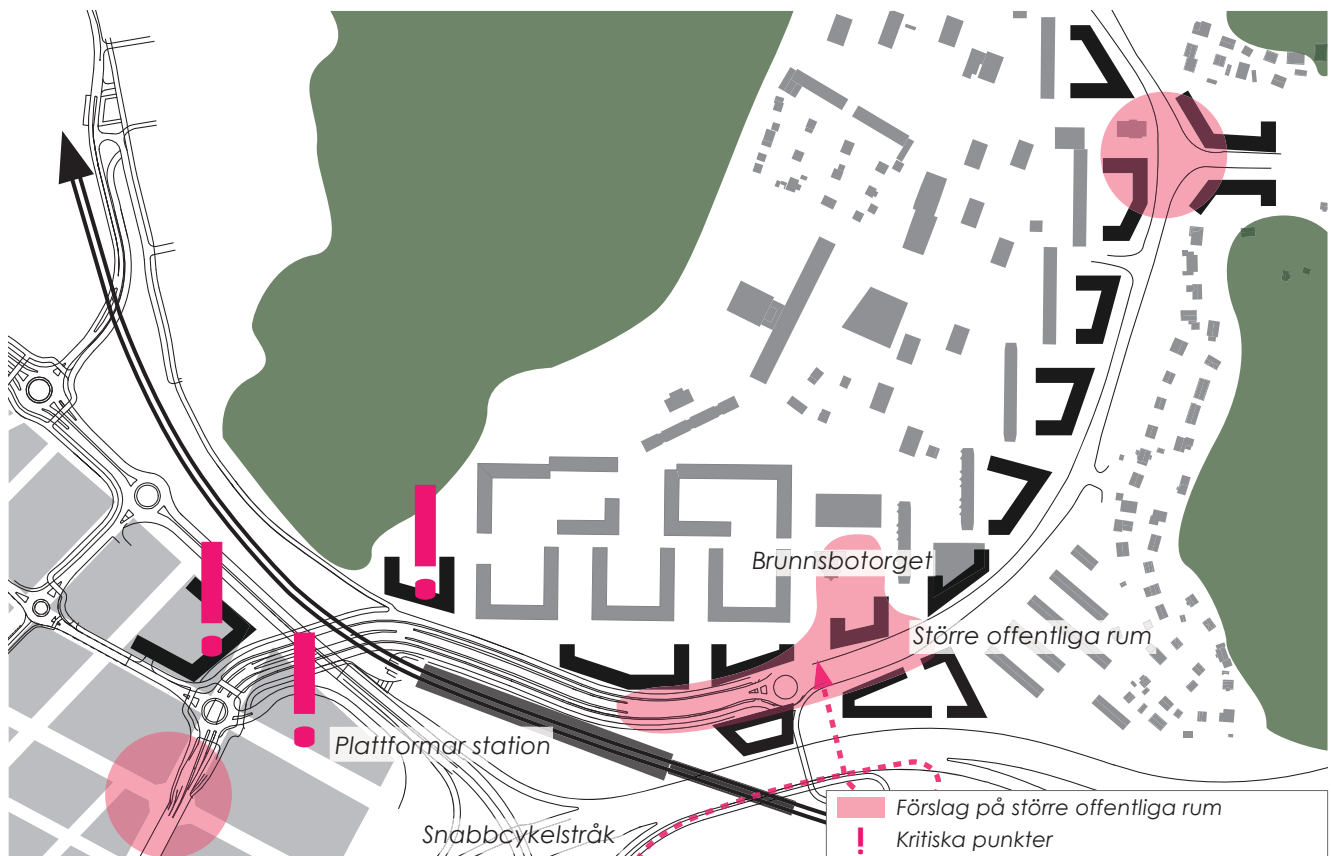 Brunnsbotorget
Större offentliga rum
Plattformar station
Snabbcykelstråk
Förslag på större offentliga rum
Kritiska punkter